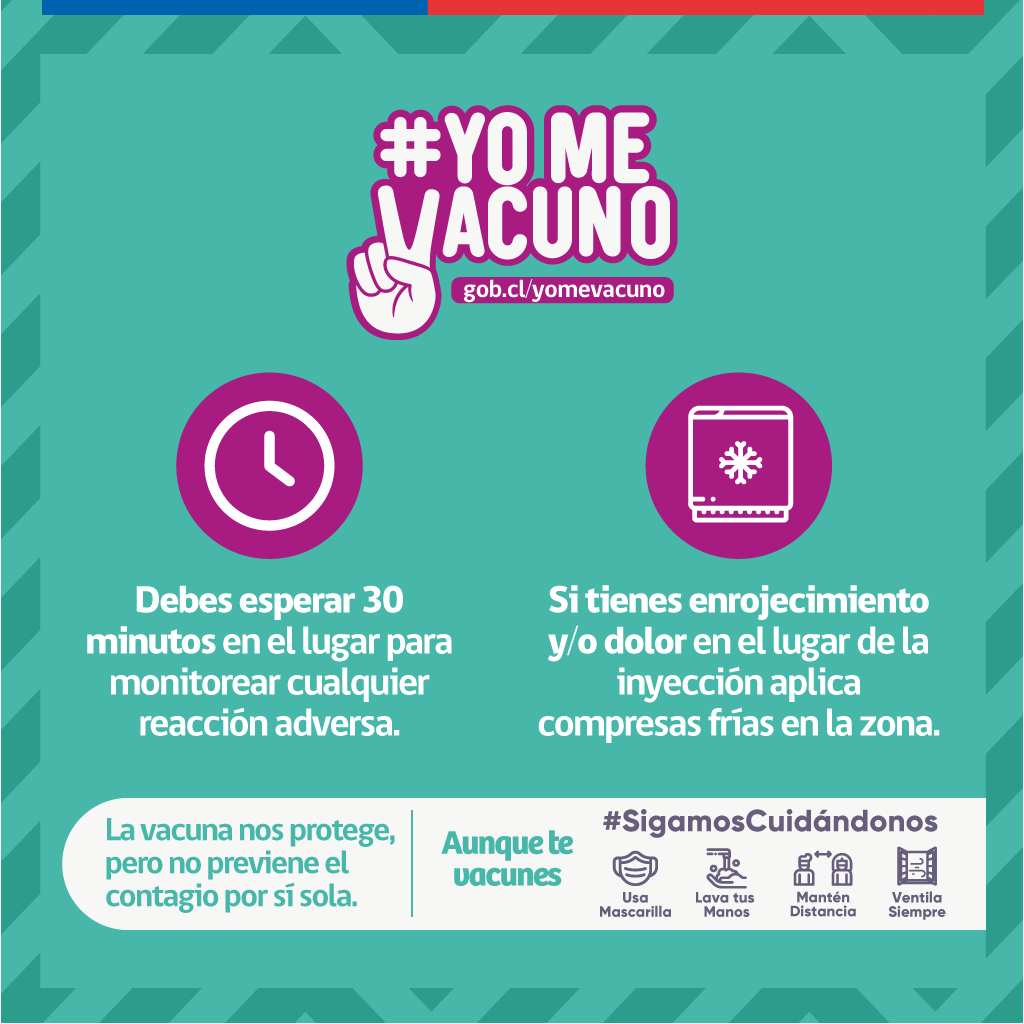 #YO ME
VACUNO
gob.cl/yomevacuno
Debes esperar 30
minutos en el lugar para
monitorear cualquier
reacción adversa.
Si tienes enrojecimiento
y/o dolor en el lugar de la
inyección aplica
compresas frías en la zona.
La vacuna nos protege,
pero no previene el
contagio por sí sola.
Aunque te
vacunes
#SigamosCuidándonos
Usa
Mascarilla
Lava tus
Manos
Mantén
Distancia
Ventila
Siempre